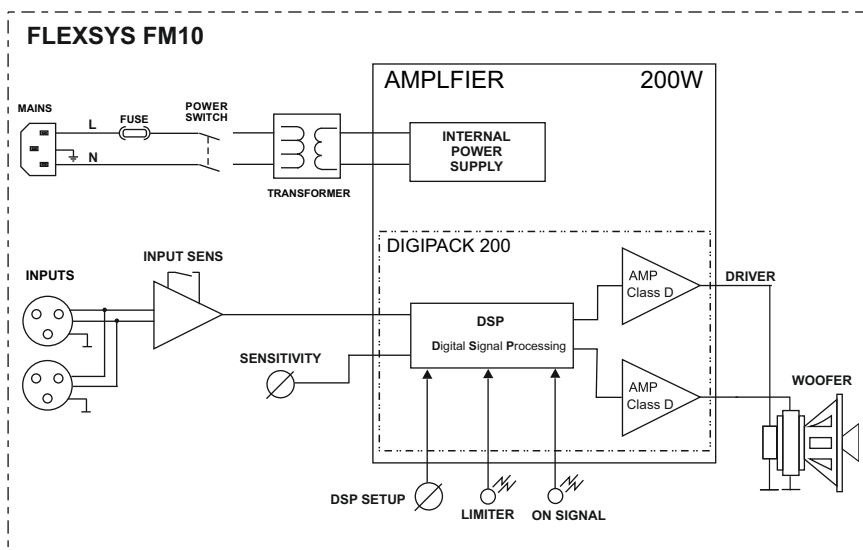 FLEXSYS FM10
AMPLFIER 200W
MAINS
L
FUSE
POWER
SWITCH
N
TRANSFORMER
INTERNAL
POWER
SUPPLY
DIGIPACK 200
INPUT SENS
INPUTS
AMP
Class D
DRIVER
DSP
Digital Signal Processing
SENSITIVITY
AMP
Class D
WOOFER
DSP SETUP
LIMITER
ON SIGNAL